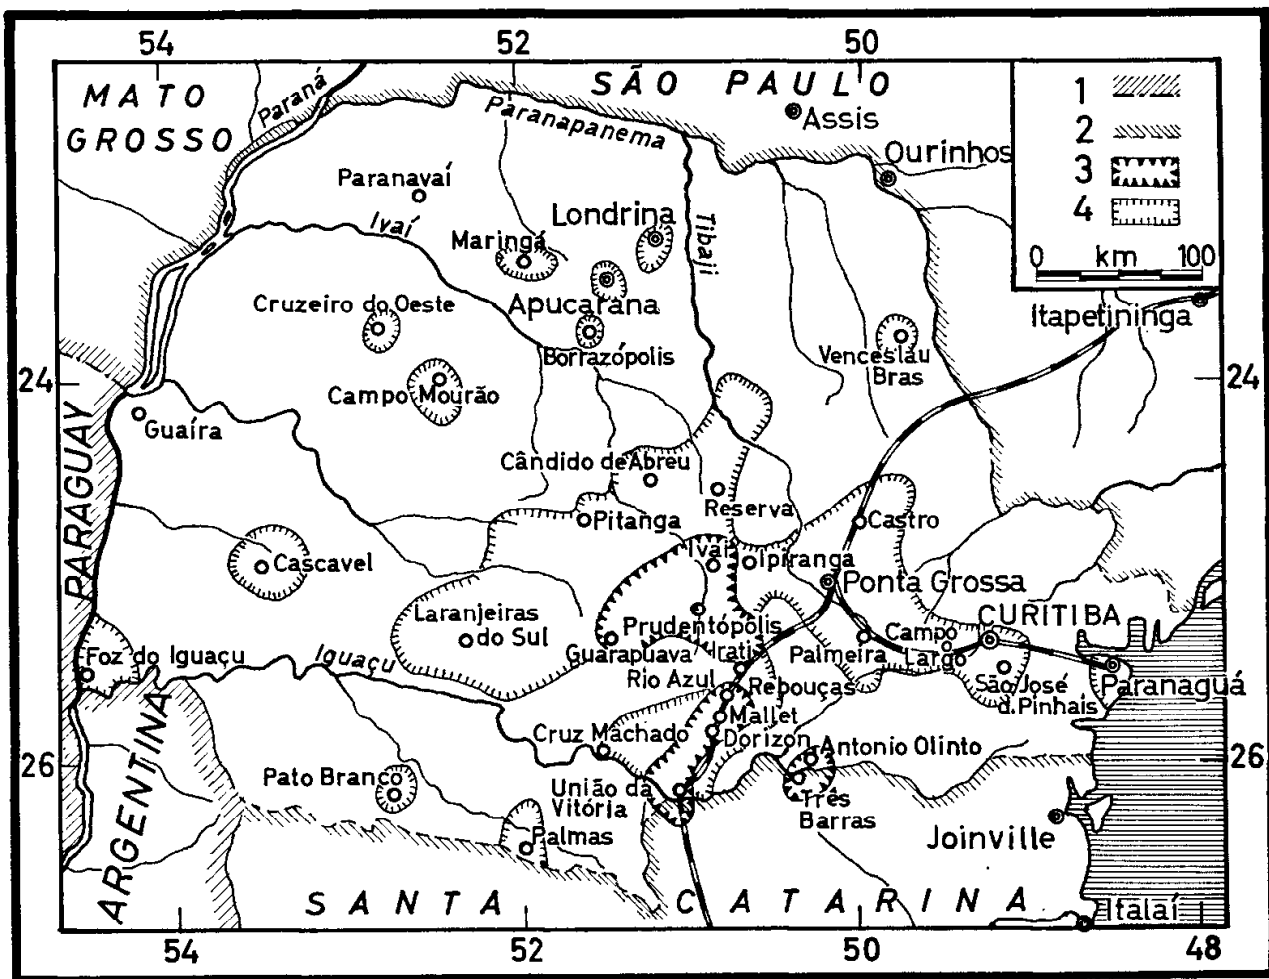 54 52 50
MATO
GROSSO
Paraná
SÃO PAULO
Paranapanema
Assis
Ourinhos
1
2
3
4
0 km 100
Paranavaí
Ivaí
Londrina
Tibaji
Maringá
Apucarana
Cruzeiro do Oeste
Borrazópolis
Venceslau
Bras
Itapetininga
24
24
Campo Mourão
Guaíra
PARAGUAY
Cândido de Abreu
Reserva
Pitanga
Castro
Cascavel
Ivaí
Ipiranga
Ponta Grossa
Laranjeiras
do Sul
Prudentópolis
CURITIBA
Campo
Largo
Foz do Iguaçu
Iguaçu
Guarapuava
Irati
Palmeira
Rio Azul
Rebouças
São José
d.Pinhais
Paranaguá
Mallet
Cruz Machado
Dorizon
Antonio Olinto
26
26
ARGENTINA
Pato Branco
União da
Vitória
Três
Barras
Palmas
Joinville
SANTA CATARINA
Italaí
54 52 50 48